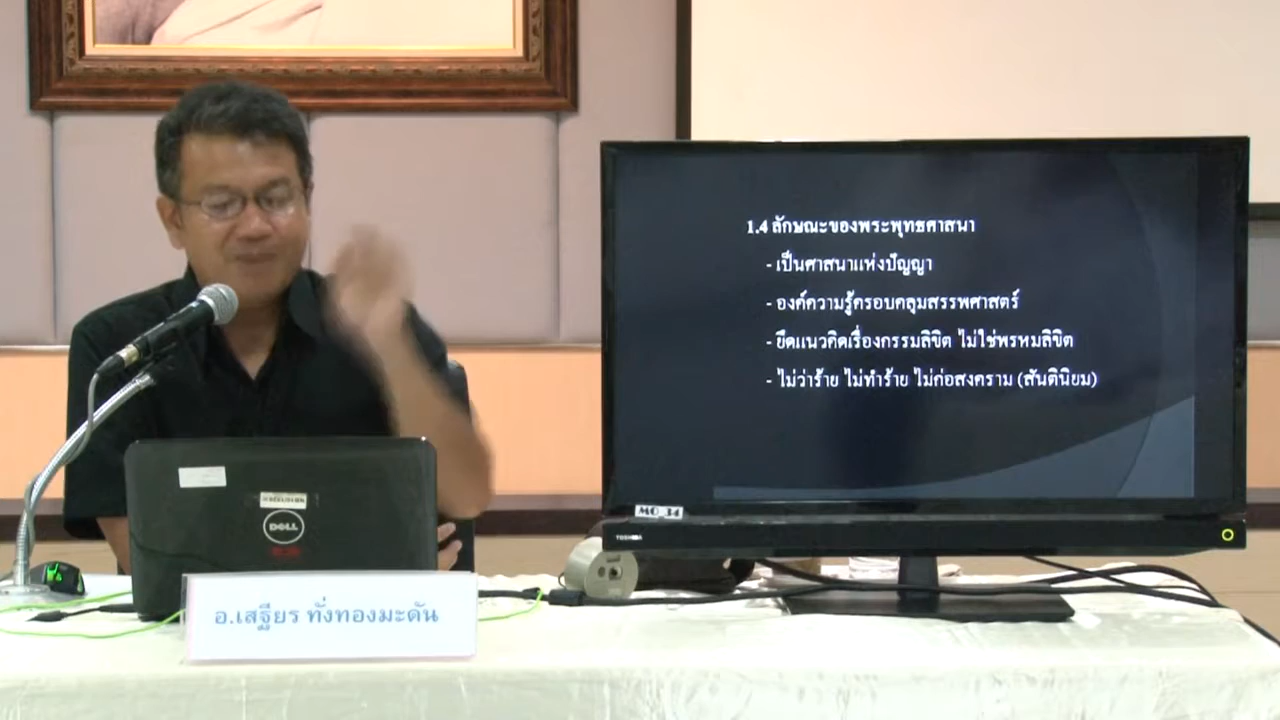 1.4 ลักษณะของพระพุทธศาสนา
- เป็นศาสนาแห่งปัญญา
- องค์ความรู้ครอบคลุมสรรพศาสตร์
- ยึดแนวคิดเรื่องกรรมลิขิต ไม่ใช่พรหมลิขิต
- ไม่ว่าร้าย ไม่ทำร้าย ไม่ก่อสงคราม (สันตินิยม)
MC-34
TOSHIBA
DELL
อ.เสฐียร ทั่งทองมะดัน